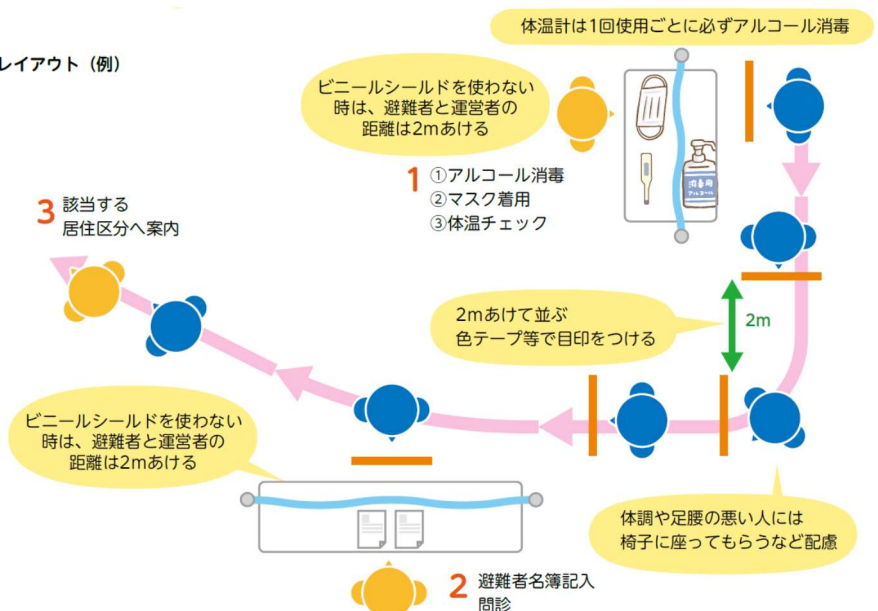 体温計は1回使用ごとに必ずアルコール消毒
レイアウト（例）
ビニールシールドを使わない
時は、避難者と運営者の
距離は2mあける
1 ①アルコール消毒
②マスク着用
③体温チェック
消毒用
アルコール
3 該当する
居住区分へ案内
2mあけて並ぶ
色テープ等で目印をつける
2m
ビニールシールドを使わない
時は、避難者と運営者の
距離は2mあける
体調や足腰の悪い人には
椅子に座ってもらうなど配慮
2 避難者名簿記入
問診